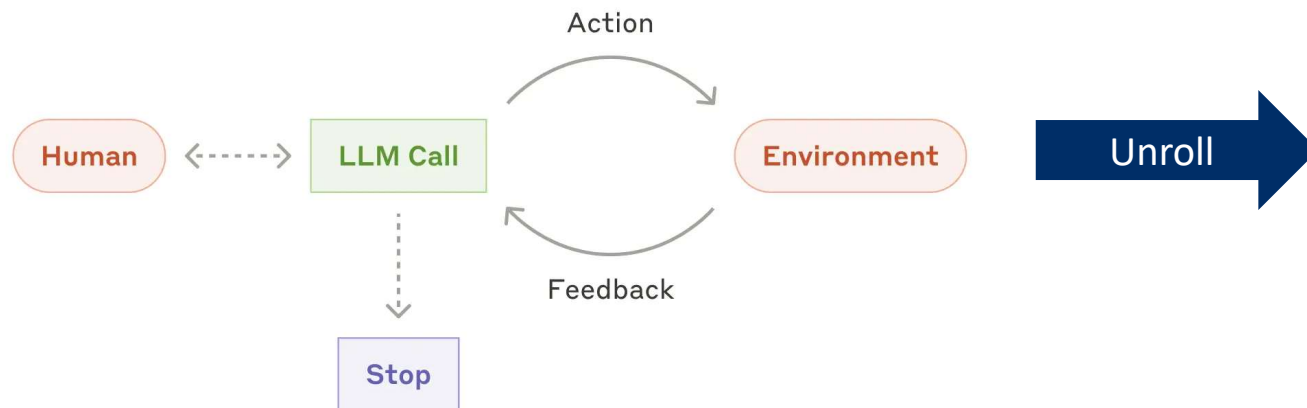 Action
Human
LLM Call
Environment
Unroll
Feedback
Stop